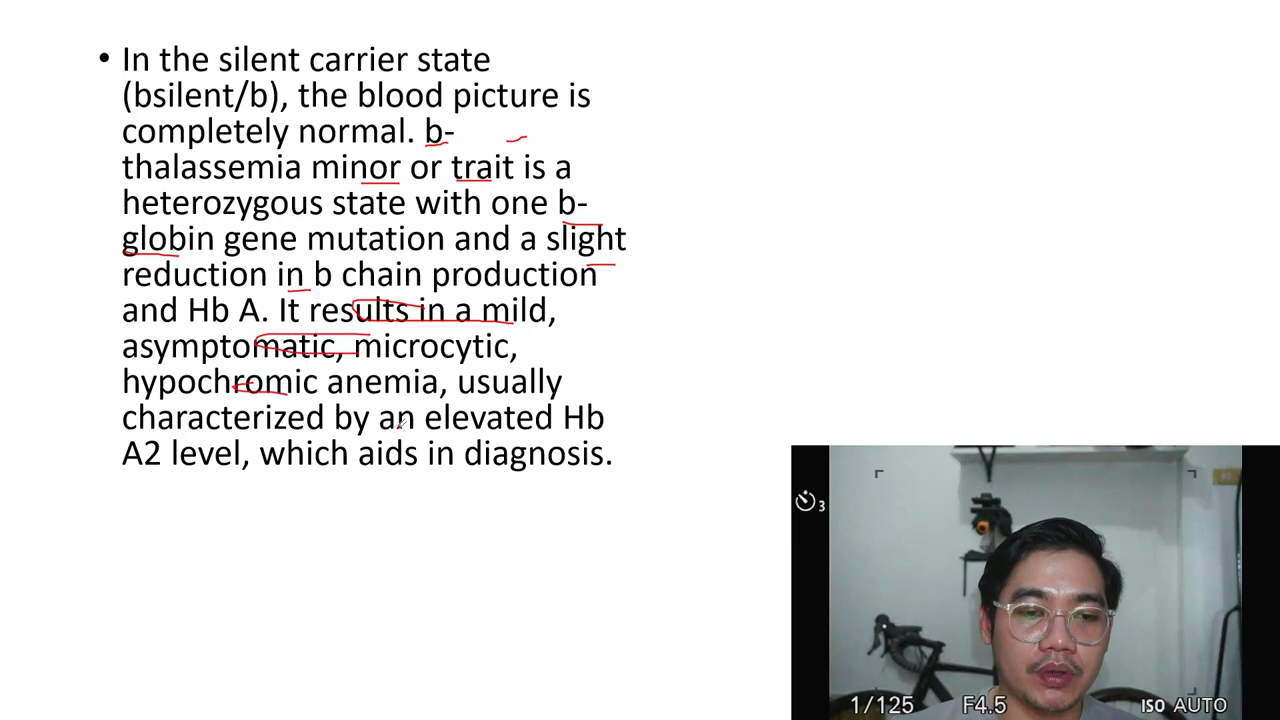 • In the silent carrier state
(bsilent/b), the blood picture is
completely normal. b-
thalassemia minor or trait is a
heterozygous state with one b-
globin gene mutation and a slight
reduction in b chain production
and Hb A. It results in a mild,
asymptomatic, microcytic,
hypochromic anemia, usually
characterized by an elevated Hb
A2 level, which aids in diagnosis.
3
1/125 F4.5 ISO AUTO